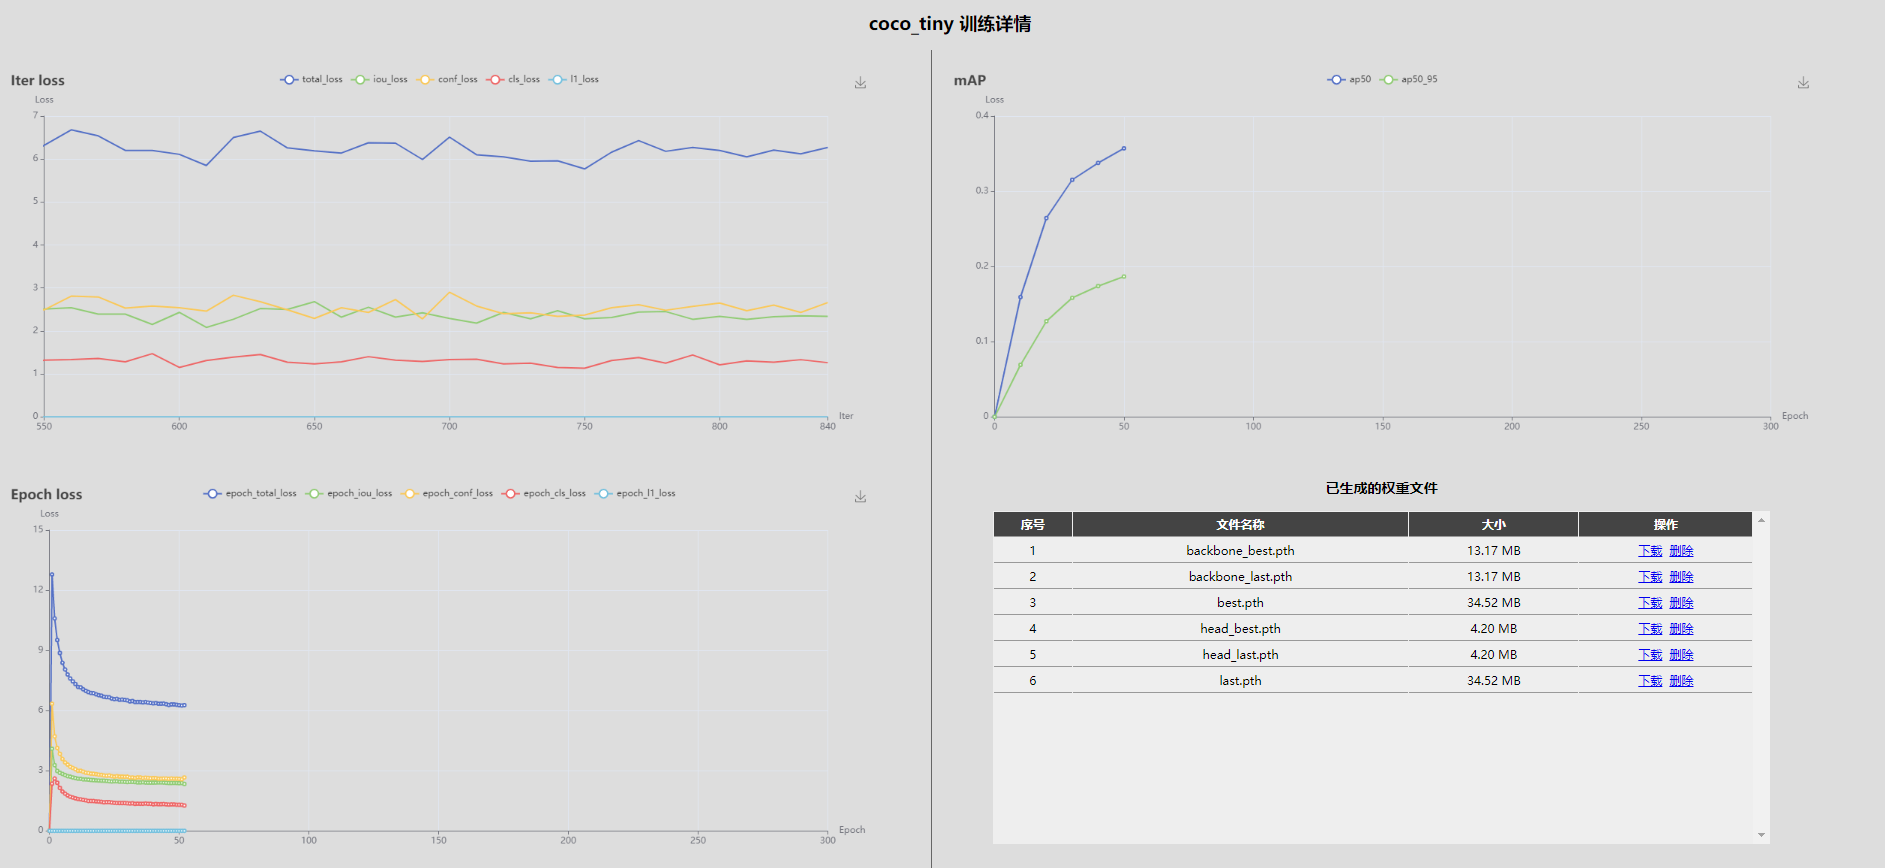 coco_tiny 训练详情
Iter loss
total_loss iou_loss conf_loss cls_loss l1_loss
Loss
7
6
5
4
3
2
1
0
550 600 650 700 750 800 840
Iter
Epoch loss
epoch_total_loss epoch_iou_loss epoch_conf_loss epoch_cls_loss epoch_l1_loss
Loss
15
12
9
6
3
0
0 50 100 150 200 250 300
Epoch
mAP
ap50 ap50_95
Loss
0.4
0.3
0.2
0.1
0
0 50 100 150 200 250 300
Epoch
已生成的权重文件
序号 文件名称 大小 操作
1 backbone_best.pth 13.17 MB 下载 删除
2 backbone_last.pth 13.17 MB 下载 删除
3 best.pth 34.52 MB 下载 删除
4 head_best.pth 4.20 MB 下载 删除
5 head_last.pth 4.20 MB 下载 删除
6 last.pth 34.52 MB 下载 删除